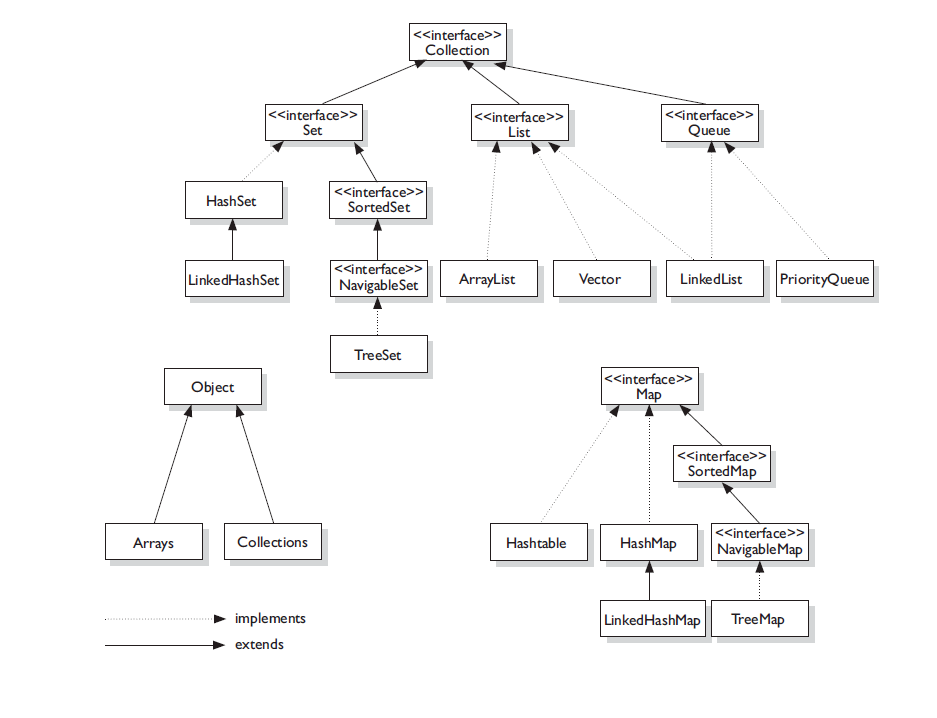 <<interface>>
Collection
<<interface>>
Set
<<interface>>
List
<<interface>>
Queue
HashSet
<<interface>>
SortedSet
LinkedHashSet
<<interface>>
NavigableSet
ArrayList
Vector
LinkedList
PriorityQueue
TreeSet
Object
<<interface>>
Map
<<interface>>
SortedMap
Arrays
Collections
Hashtable
HashMap
<<interface>>
NavigableMap
LinkedHashMap
TreeMap
implements
extends